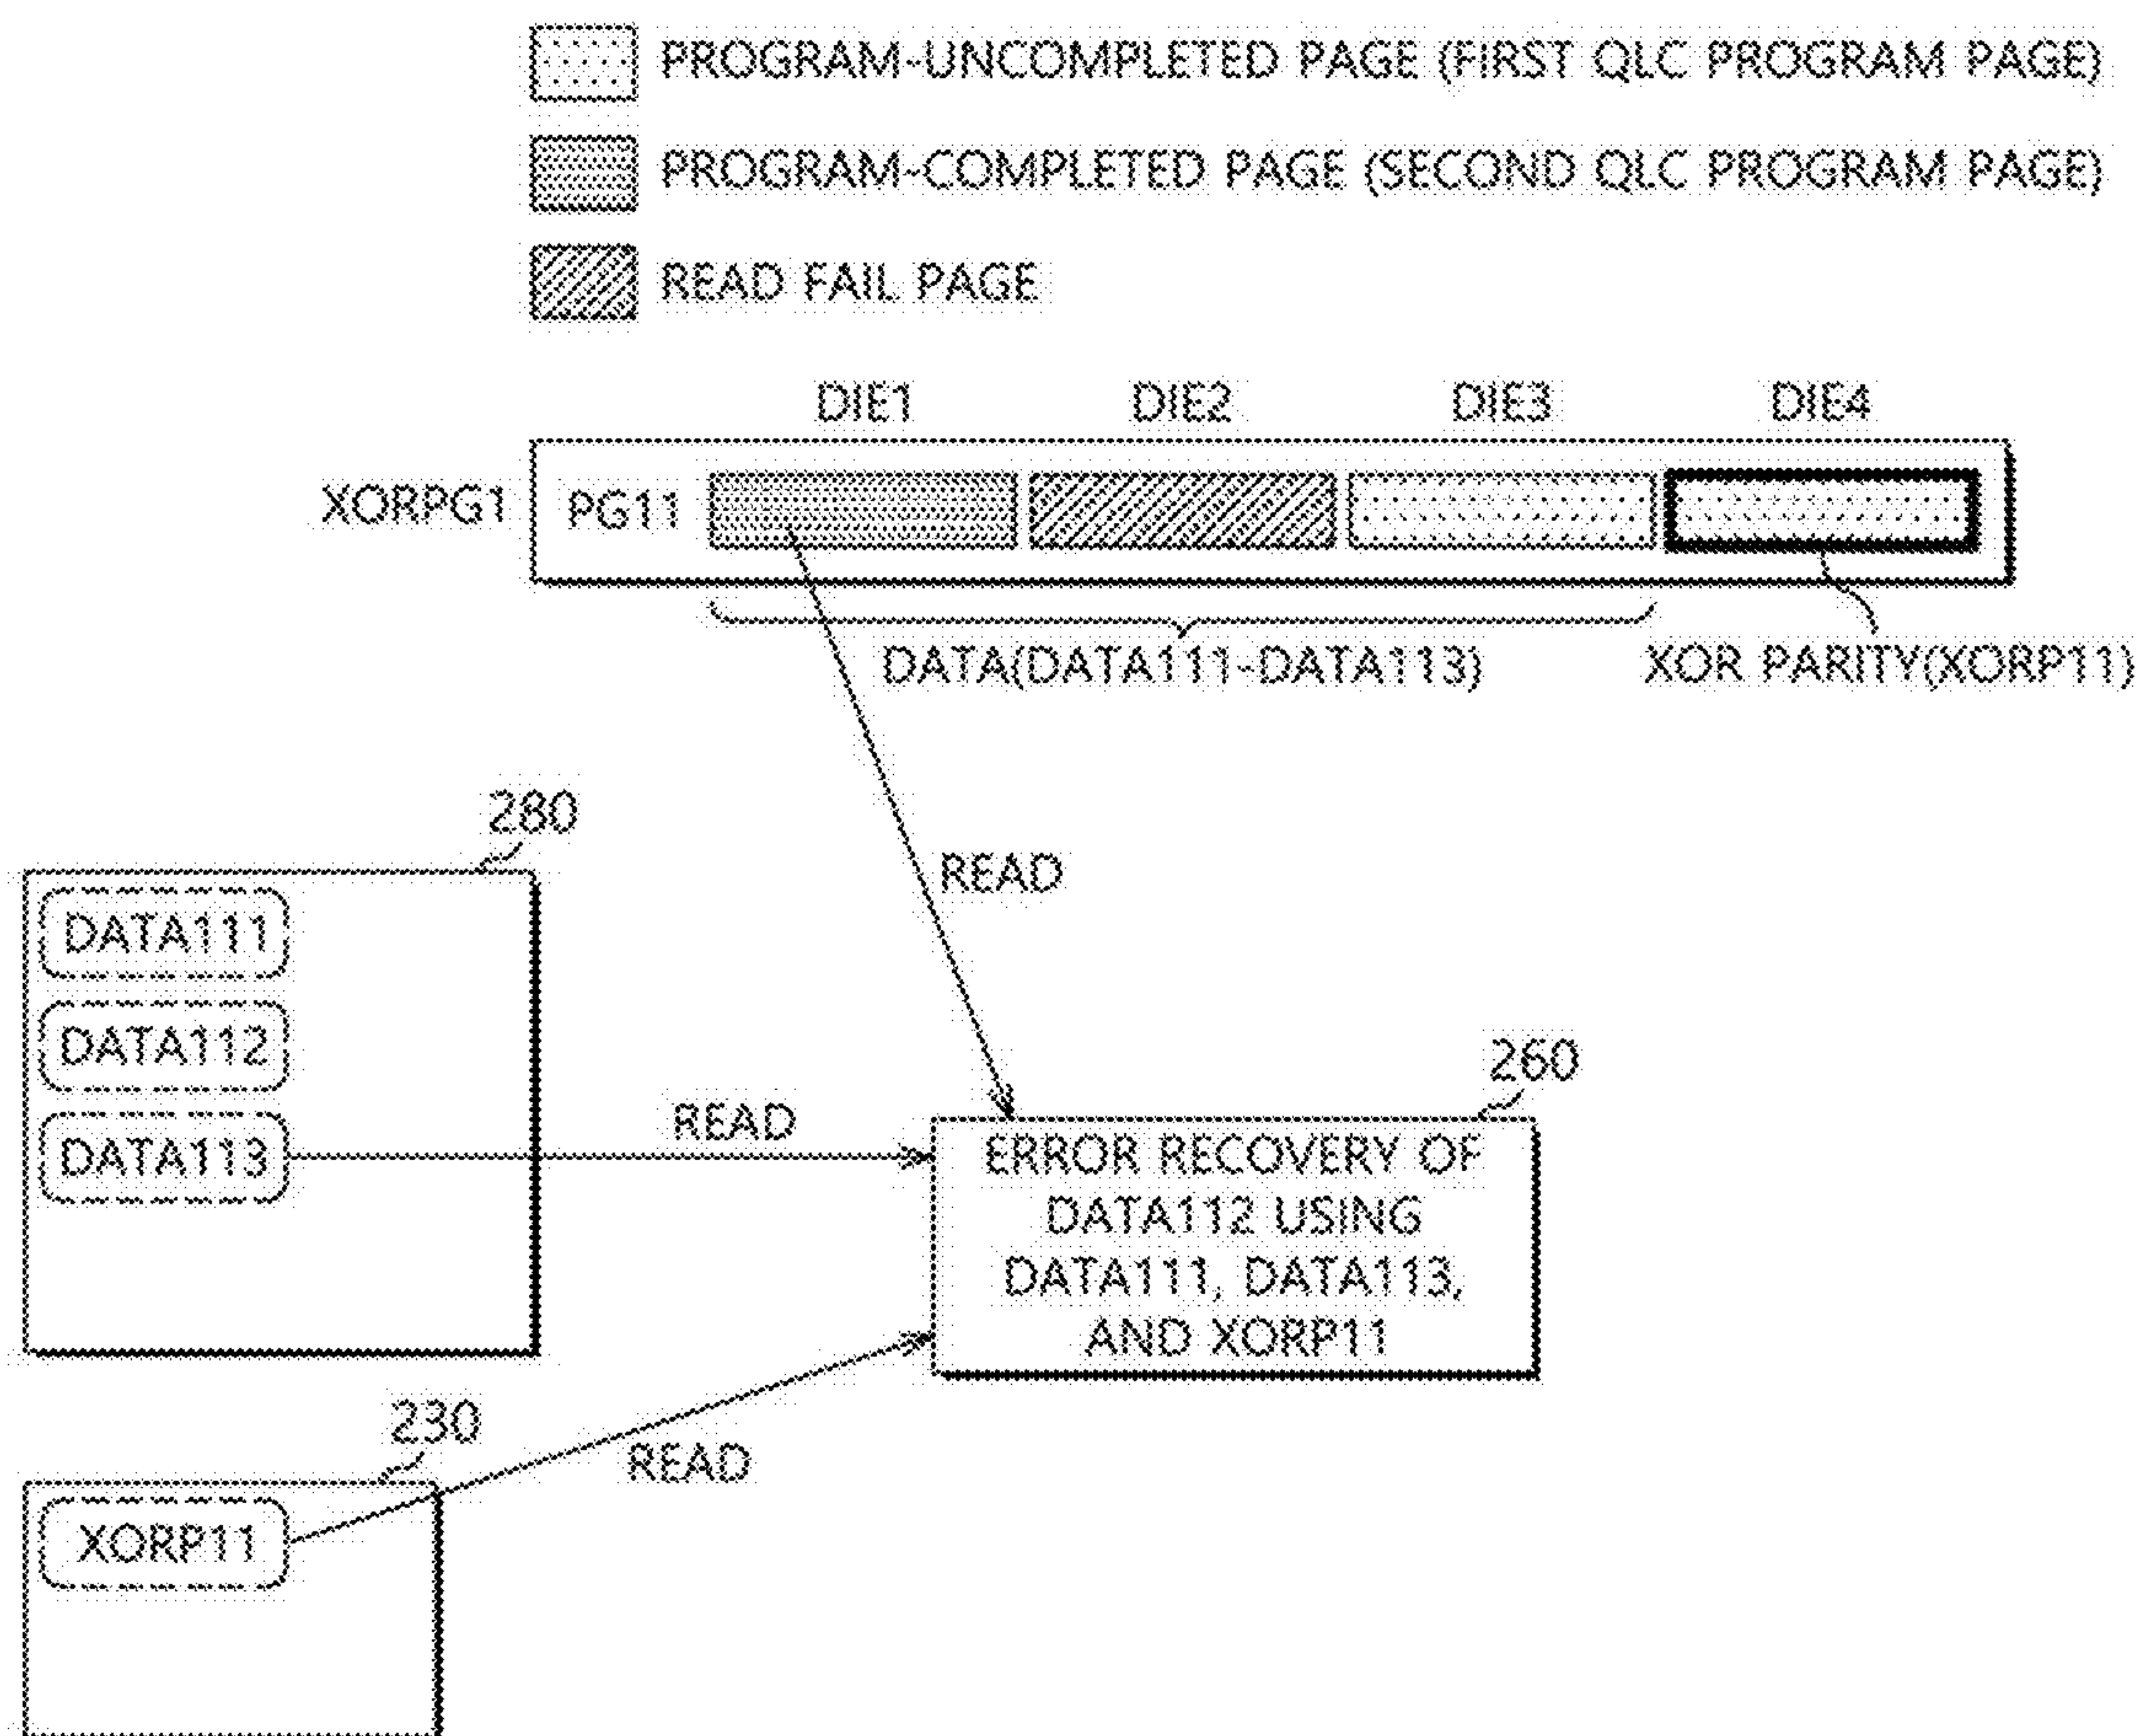 PROGRAM-UNCOMPLETED PAGE (FIRST QLC PROGRAM PAGE)
PROGRAM-COMPLETED PAGE (SECOND QLC PROGRAM PAGE)
READ FAIL PAGE
DIE1 DIE2 DIE3 DIE4
XORPG1 PG11
DATA(DATA111-DATA113) XOR PARITY(XORP11)
280
READ
DATA111
DATA112
260
DATA113 READ
ERROR RECOVERY OF
DATA112 USING
DATA111, DATA113,
AND XORP11
230
READ
XORP11